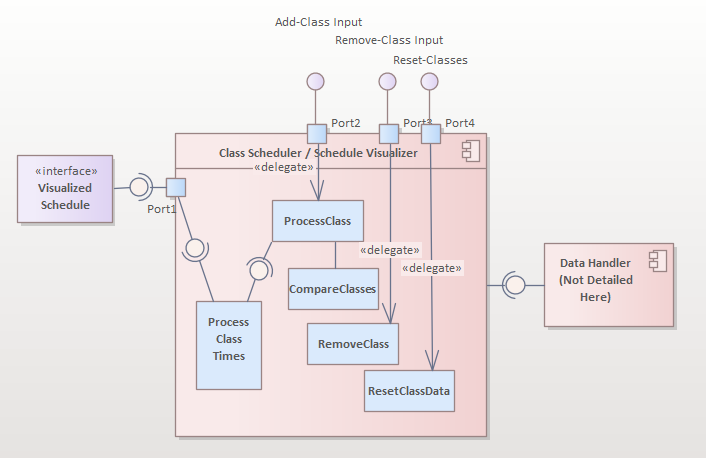 Add-Class Input
Remove-Class Input
Reset-Classes
Port2
Port3
Port4
Class Scheduler / Schedule Visualizer
«delegate»
«interface»
Visualized
Schedule
Port1
ProcessClass
«delegate»
«delegate»
Data Handler
(Not Detailed
Here)
CompareClasses
Process
Class
Times
RemoveClass
ResetClassData